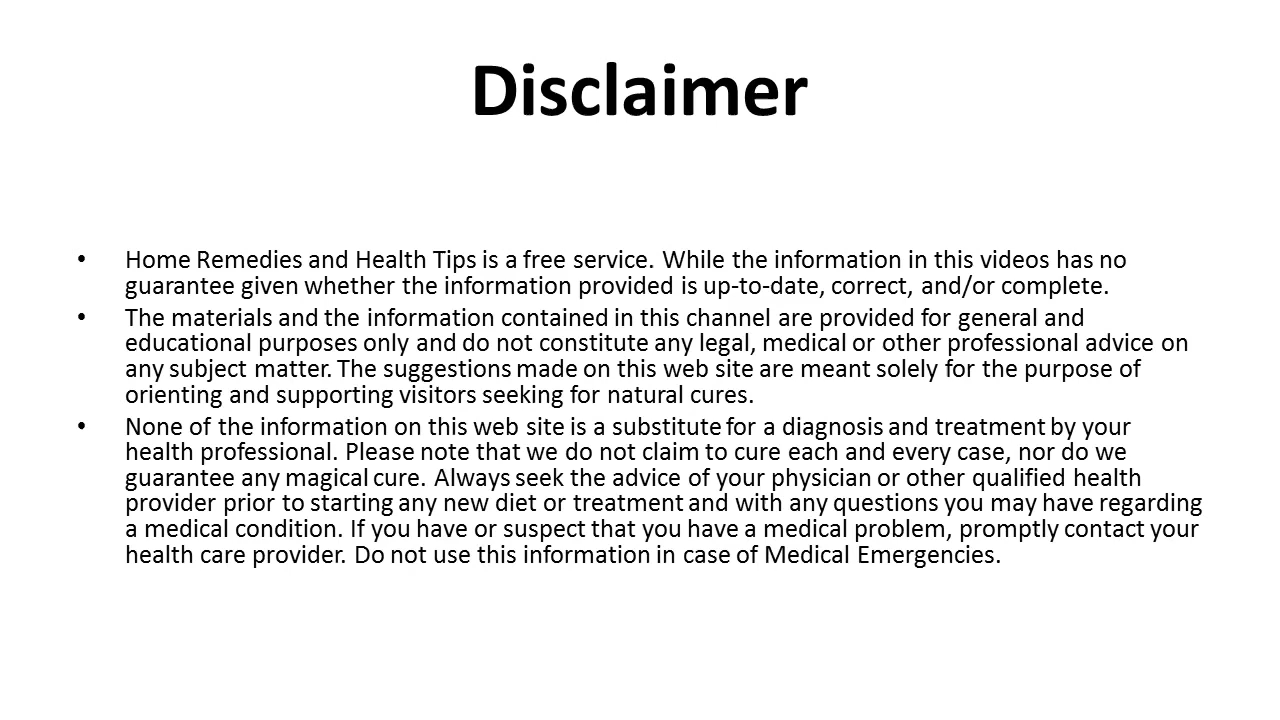 Disclaimer
• Home Remedies and Health Tips is a free service. While the information in this videos has no
guarantee given whether the information provided is up-to-date, correct, and/or complete.
• The materials and the information contained in this channel are provided for general and
educational purposes only and do not constitute any legal, medical or other professional advice on
any subject matter. The suggestions made on this web site are meant solely for the purpose of
orienting and supporting visitors seeking for natural cures.
• None of the information on this web site is a substitute for a diagnosis and treatment by your
health professional. Please note that we do not claim to cure each and every case, nor do we
guarantee any magical cure. Always seek the advice of your physician or other qualified health
provider prior to starting any new diet or treatment and with any questions you may have regarding
a medical condition. If you have or suspect that you have a medical problem, promptly contact your
health care provider. Do not use this information in case of Medical Emergencies.